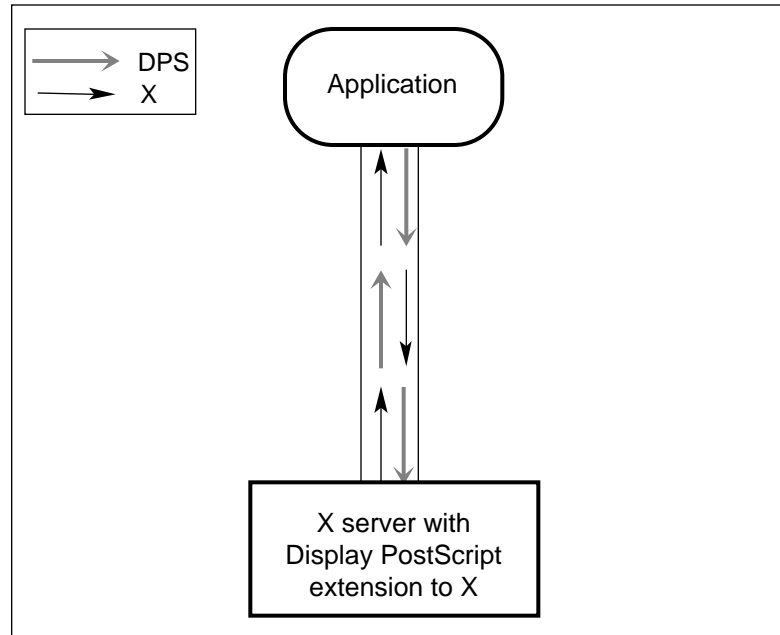 DPS
X
Application
X server with
Display PostScript
extension to X